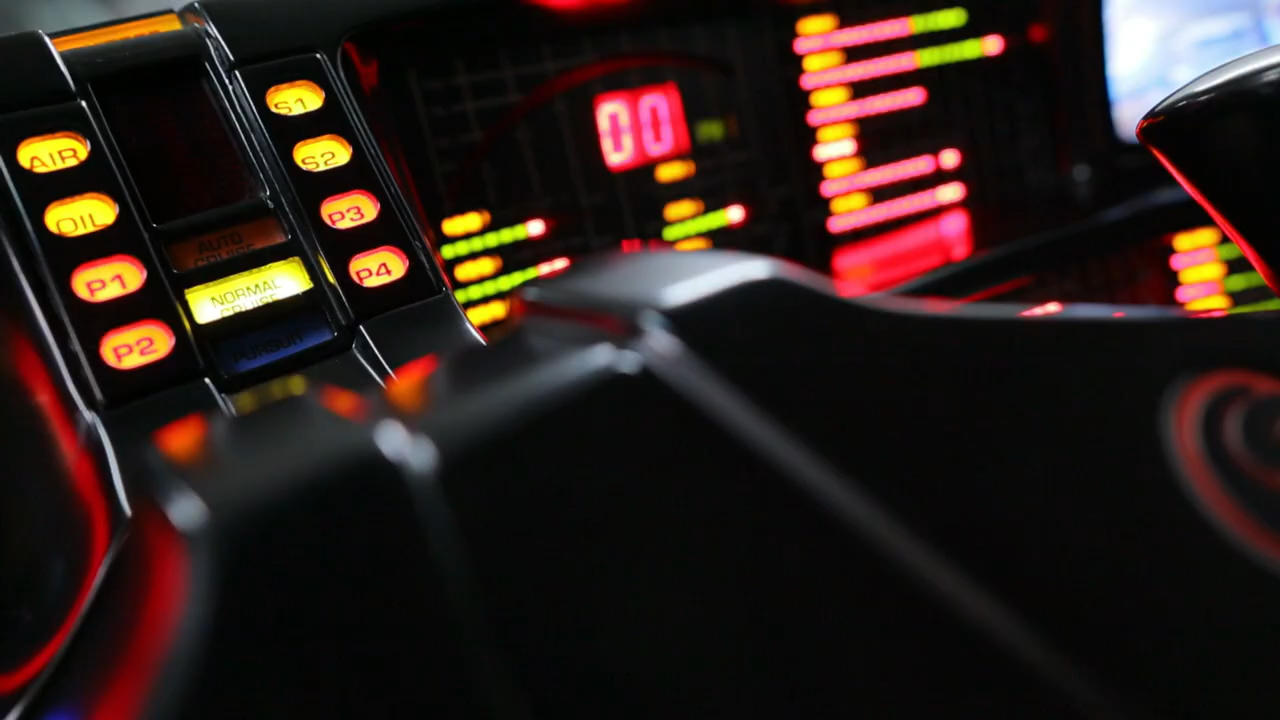 AIR
OIL
P1
P2
AUTO
CRUISE
NORMAL
CRUISE
PURSUIT
S1
S2
P3
P4
00